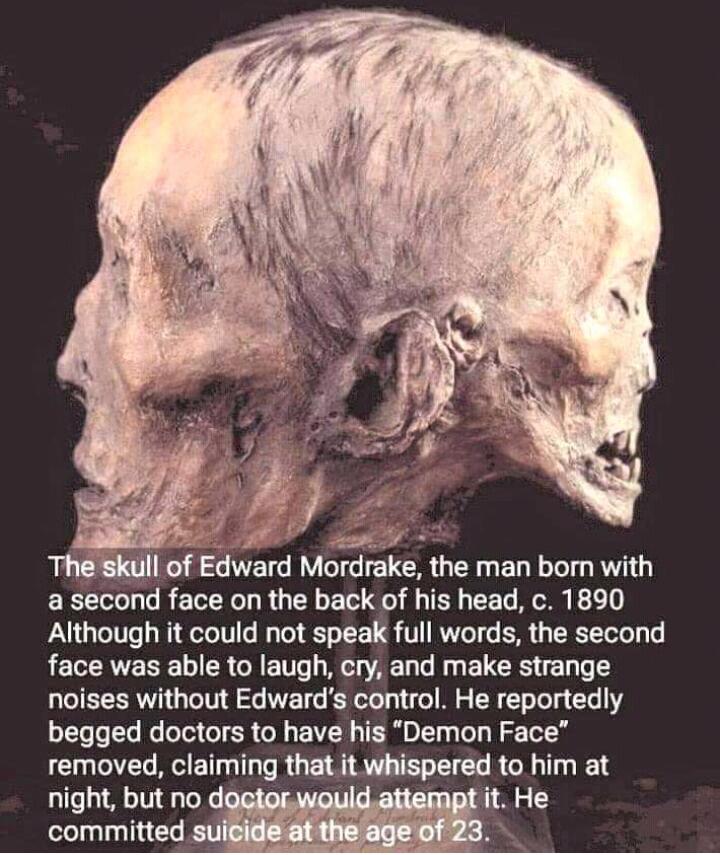 The skull of Edward Mordrake, the man born with
a second face on the back of his head, c. 1890
Although it could not speak full words, the second
face was able to laugh, cry, and make strange
noises without Edward's control. He reportedly
begged doctors to have his “Demon Face”
removed, claiming that it whispered to him at
night, but no doctor would attempt it. He
committed suicide at the age of 23.